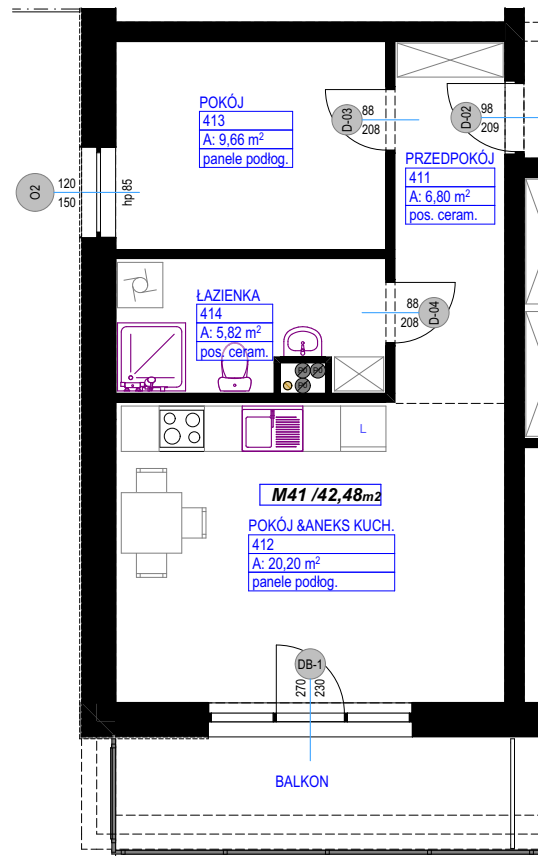 POKÓJ
413
A: 9,66 m²
panele podłog.
D-03
88
208
D-02
98
209
PRZEDPOKÓJ
411
A: 6,80 m²
pos. ceram.
O2
120
150
hp 85
ŁAZIENKA
414
A: 5,82 m²
pos. ceram.
88
208
D-04
L
M41 /42,48m2
POKÓJ &ANEKS KUCH.
412
A: 20,20 m²
panele podłog.
DB-1
270
230
BALKON